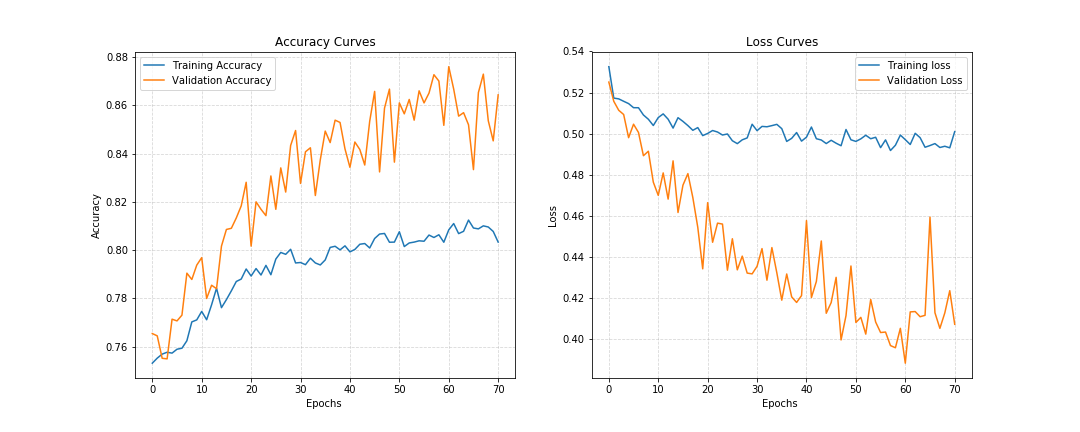 Accuracy Curves
Training Accuracy
Validation Accuracy
0.88
0.86
0.84
0.82
0.80
0.78
0.76
Accuracy
0 10 20 30 40 50 60 70
Epochs
Loss Curves
Training loss
Validation Loss
0.54
0.52
0.50
0.48
0.46
0.44
0.42
0.40
Loss
0 10 20 30 40 50 60 70
Epochs